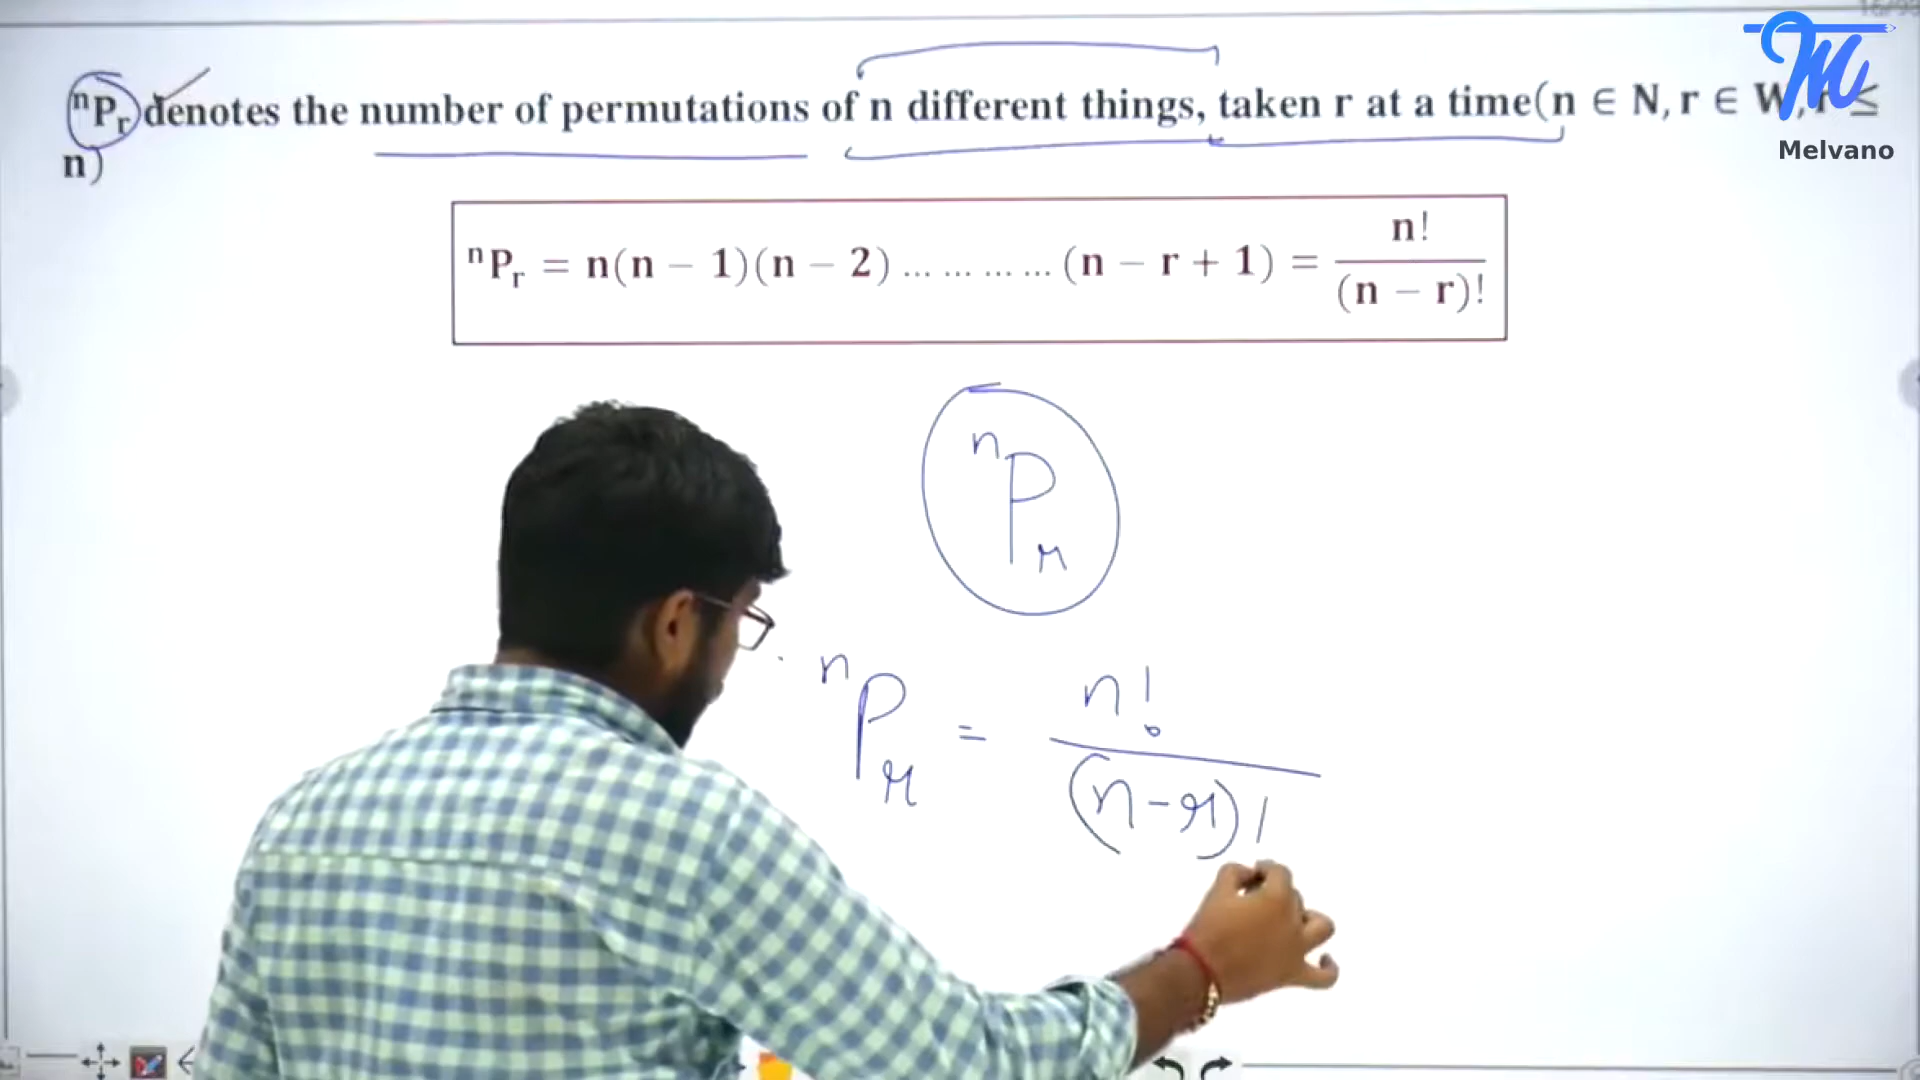 Melvano
ⁿPᵣ denotes the number of permutations of n different things, taken r at a time(n ∈ N, r ∈ W, r ≤
n)
ⁿPᵣ = n(n − 1)(n − 2) ... ... ... ... (n − r + 1) = n! / (n − r)!
ⁿPᵣ
ⁿPᵣ = n! / (n-r)!